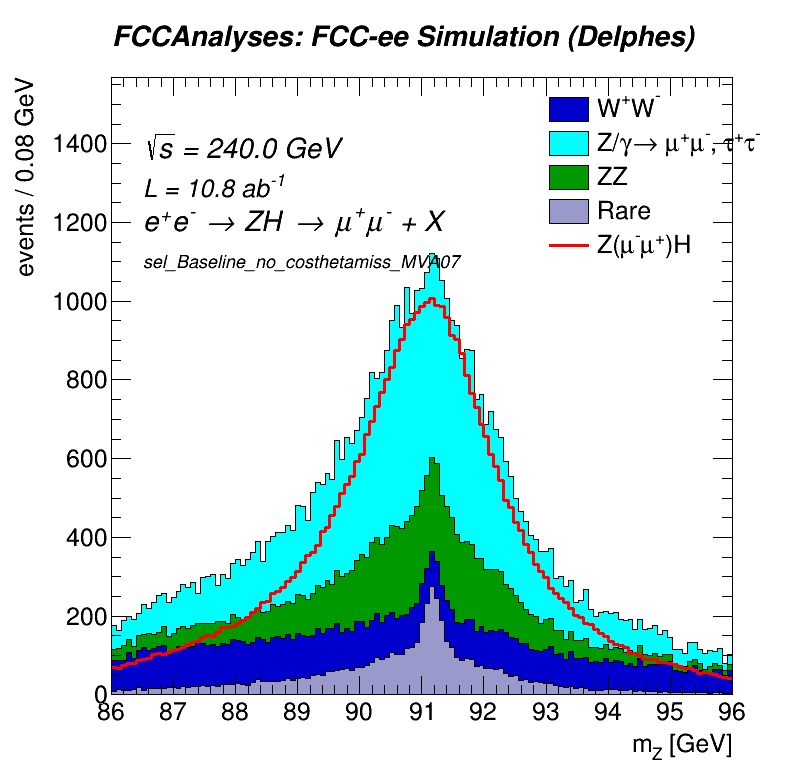 FCCAnalyses: FCC-ee Simulation (Delphes)
events / 0.08 GeV
√s = 240.0 GeV
L = 10.8 ab⁻¹
e⁺e⁻ → ZH → μ⁺μ⁻ + X
sel_Baseline_no_costhetamiss_MVA07
W⁺W⁻
Z/γ→ μ⁺μ⁻, τ⁺τ⁻
ZZ
Rare
Z(μ⁻μ⁺)H
1400
1200
1000
800
600
400
200
0
86 87 88 89 90 91 92 93 94 95 96
m_Z [GeV]